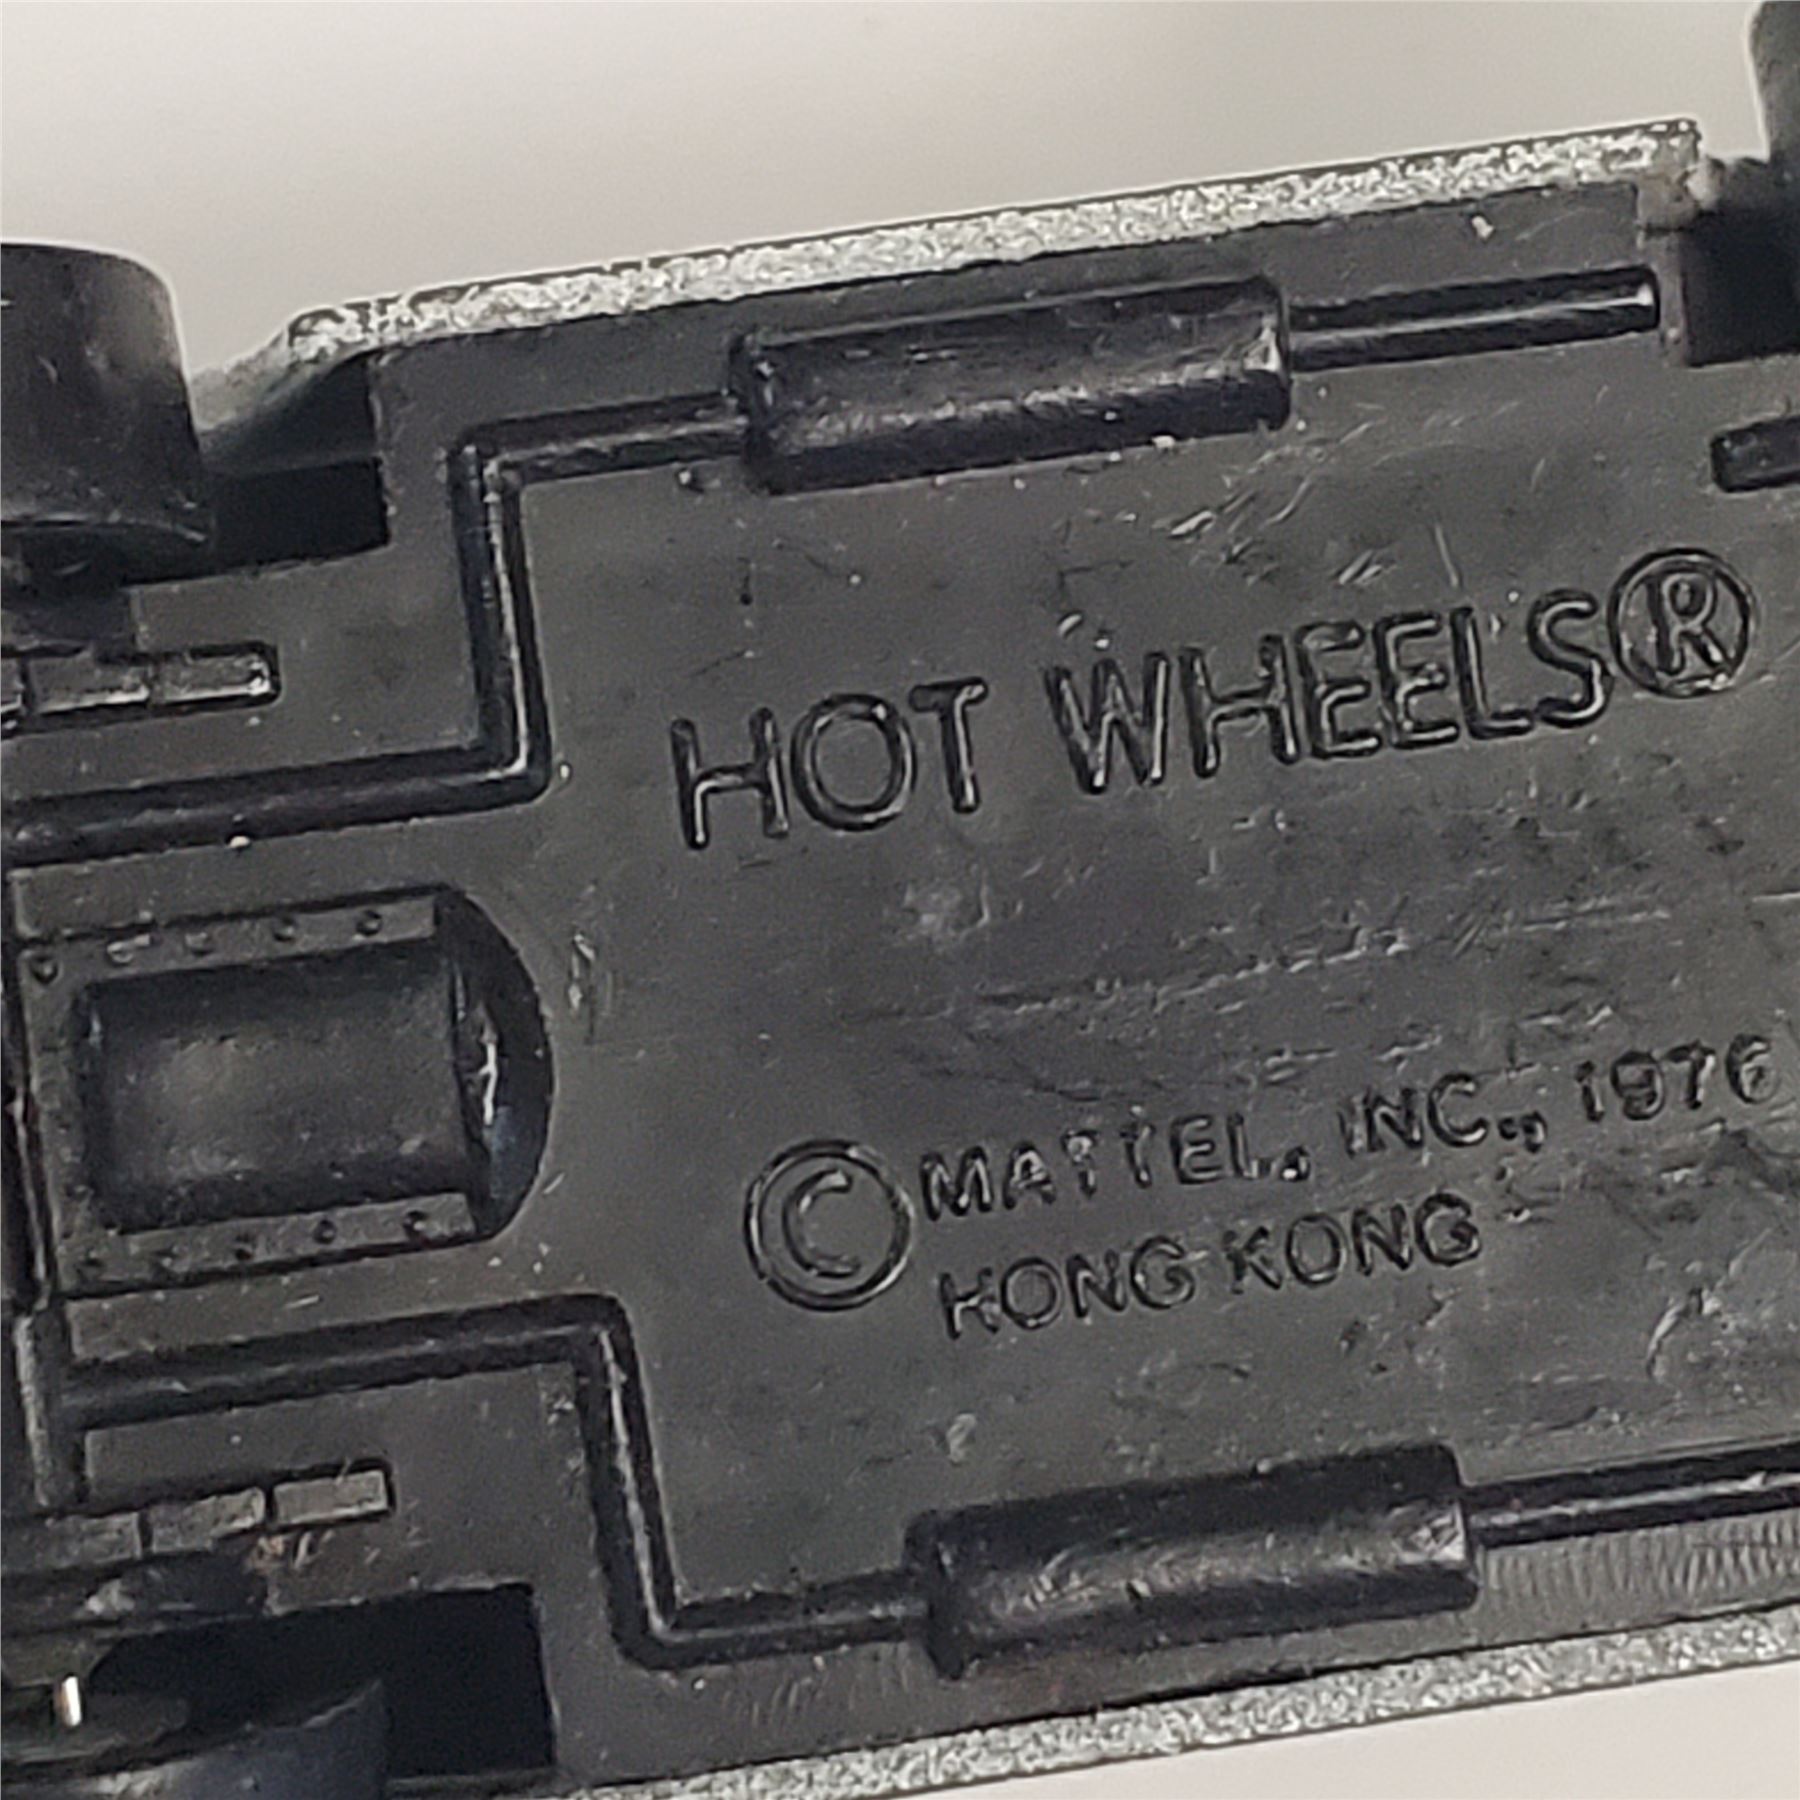 HOT WHEELS®
© MATTEL, INC., 1976
HONG KONG